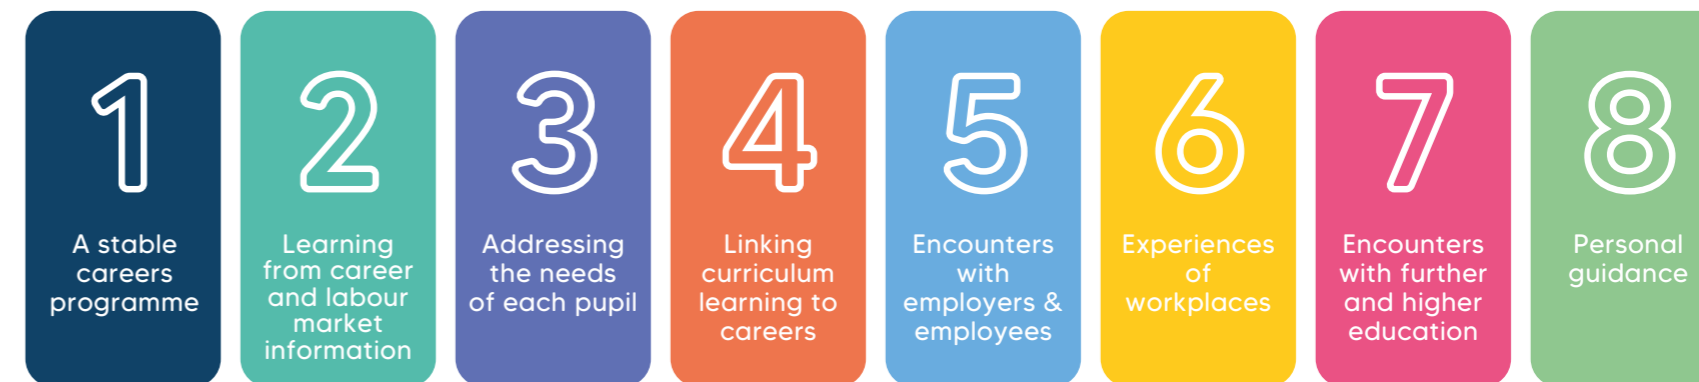 1
A stable
careers
programme
2
Learning
from career
and labour
market
information
3
Addressing
the needs
of each pupil
4
Linking
curriculum
learning to
careers
5
Encounters
with
employers &
employees
6
Experiences
of
workplaces
7
Encounters
with further
and higher
education
8
Personal
guidance